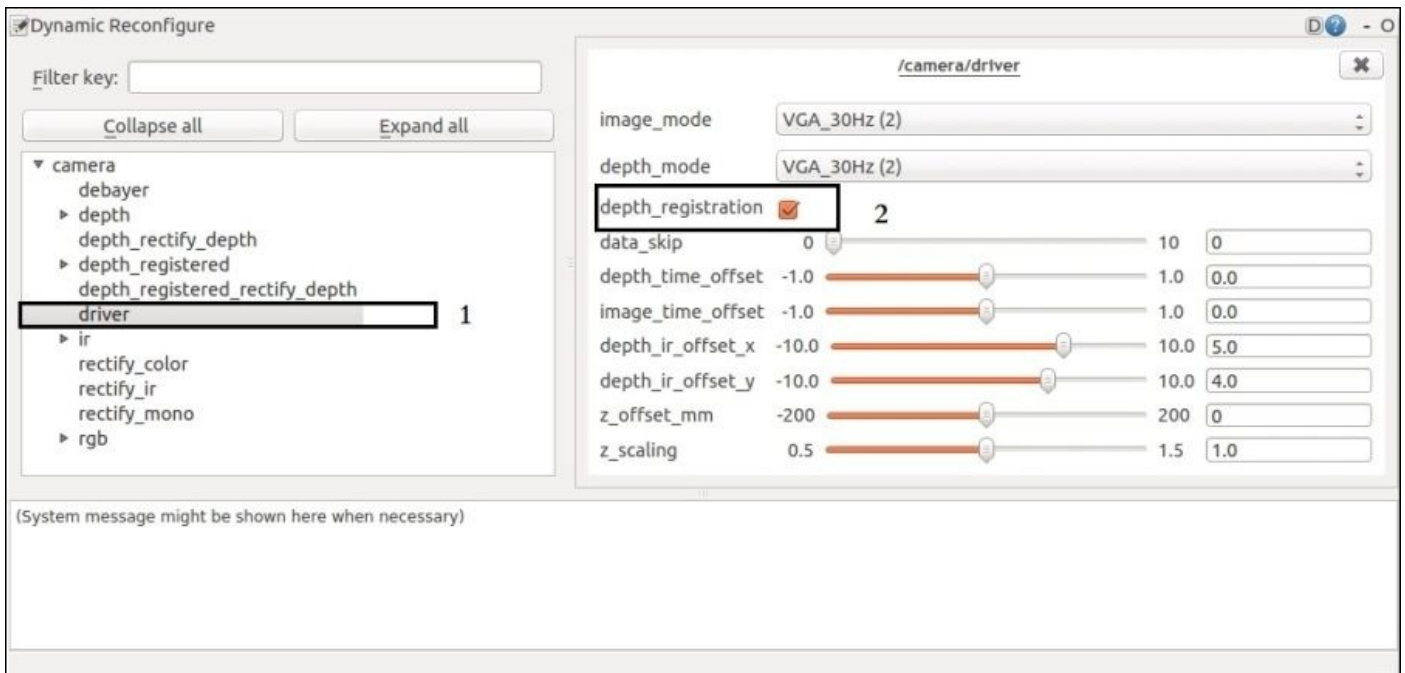 Dynamic Reconfigure
D ? - O
Filter key:
Collapse all Expand all
camera
debayer
depth
depth_rectify_depth
depth_registered
depth_registered_rectify_depth
driver 1
ir
rectify_color
rectify_ir
rectify_mono
rgb
/camera/driver
image_mode VGA_30Hz (2)
depth_mode VGA_30Hz (2)
depth_registration 2
data_skip 0 10 0
depth_time_offset -1.0 1.0 0.0
image_time_offset -1.0 1.0 0.0
depth_ir_offset_x -10.0 10.0 5.0
depth_ir_offset_y -10.0 10.0 4.0
z_offset_mm -200 200 0
z_scaling 0.5 1.5 1.0
(System message might be shown here when necessary)